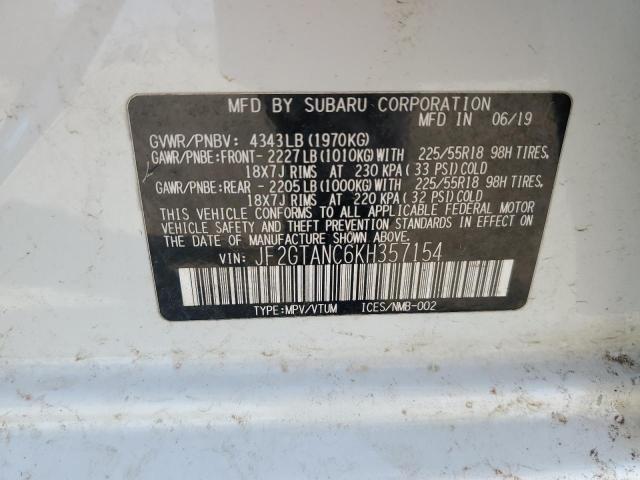 MFD BY SUBARU CORPORATION
MFD IN 06/19
GVWR/PNBV: 4343LB (1970KG)
GAWR/PNBE: FRONT- 2227LB (1010KG) WITH 225/55R18 98H TIRES,
18X7J RIMS AT 230 KPA (33 PSI) COLD
GAWR/PNBE: REAR - 2205LB (1000KG) WITH 225/55R18 98H TIRES,
18X7J RIMS AT 220 KPA (32 PSI) COLD
THIS VEHICLE CONFORMS TO ALL APPLICABLE FEDERAL MOTOR
VEHICLE SAFETY BUMPER, AND THEFT PREVENTION STANDARDS IN
EFFECT ON THE DATE OF MANUFACTURE SHOWN ABOVE.
VIN: JF2GTANC6KH357154
TYPE: MPV/VTUM ICES/NMB-002